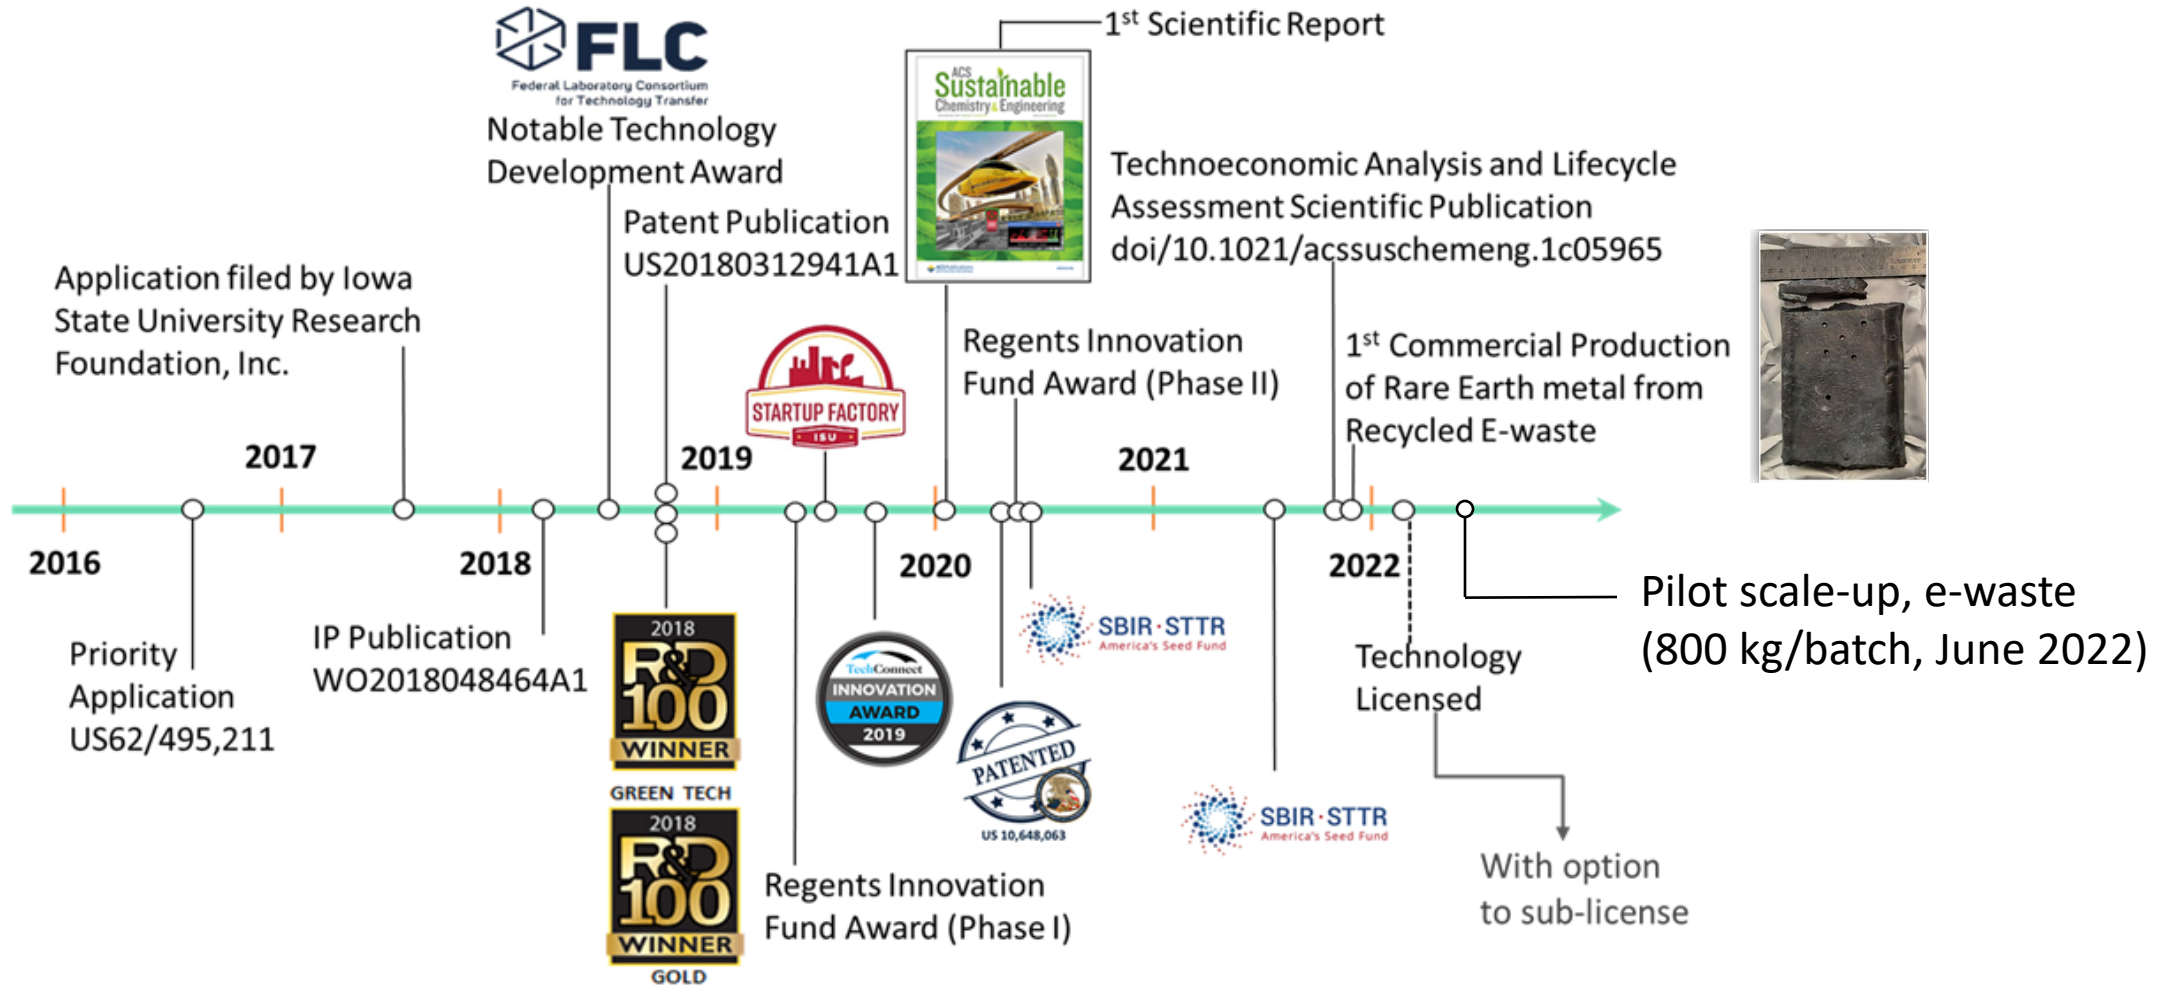 FLC
Federal Laboratory Consortium
for Technology Transfer
Notable Technology
Development Award
1st Scientific Report
ACS
Sustainable
Chemistry & Engineering
Patent Publication
US20180312941A1
Technoeconomic Analysis and Lifecycle
Assessment Scientific Publication
doi/10.1021/acssuschemeng.1c05965
Application filed by Iowa
State University Research
Foundation, Inc.
STARTUP FACTORY
ISU
Regents Innovation
Fund Award (Phase II)
1st Commercial Production
of Rare Earth metal from
Recycled E-waste
2017
2019
2021
2016
2018
2020
2022
Priority
Application
US62/495,211
IP Publication
WO2018048464A1
2018
R&D
100
WINNER
GREEN TECH
2018
R&D
100
WINNER
GOLD
TechConnect
INNOVATION
AWARD
2019
Regents Innovation
Fund Award (Phase I)
SBIR·STTR
America's Seed Fund
PATENTED
US 10,648,063
SBIR·STTR
America's Seed Fund
Technology
Licensed
With option
to sub-license
Pilot scale-up, e-waste
(800 kg/batch, June 2022)